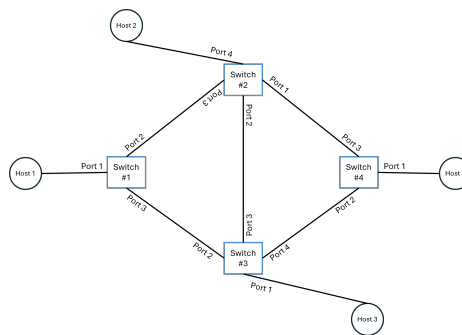 Host 2
Port 4
Switch
#2
Port 1
Port 3
Port 2
Port 2
Port 3
Host 1
Port 1
Switch
#1
Switch
#4
Port 1
Host
Port 3
Port 2
Port 3
Port 2
Switch
#3
Port 4
Port 1
Host 3